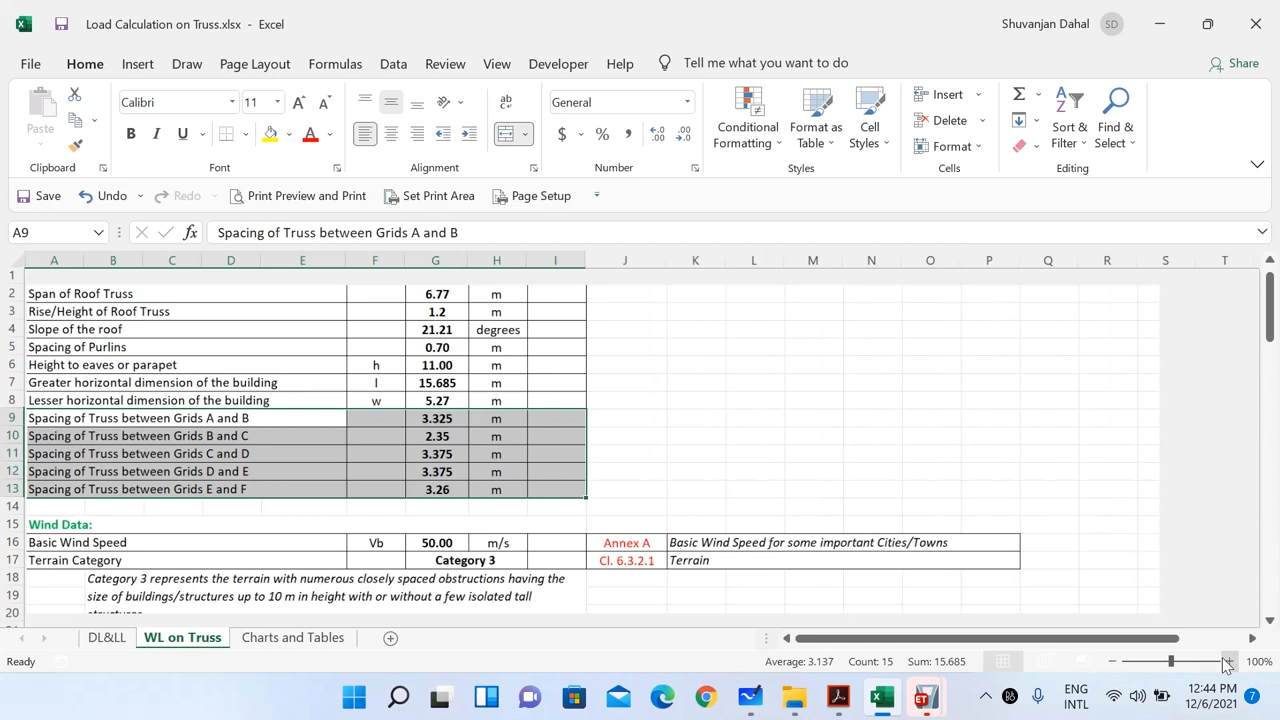 Load Calculation on Truss.xlsx - Excel
Shuvanjan Dahal SD
File Home Insert Draw Page Layout Formulas Data Review View Developer Help Tell me what you want to do Share
Paste
Clipboard
Calibri 11
B I U
Font
Alignment
General
$ % ,
Number
Conditional Formatting
Format as Table
Cell Styles
Styles
Insert
Delete
Format
Cells
Sort & Filter
Find & Select
Editing
Save Undo Redo Print Preview and Print Set Print Area Page Setup
A9 fx Spacing of Truss between Grids A and B
A B C D E F G H I J K L M N O P Q R S T
1
2 Span of Roof Truss 6.77 m
3 Rise/Height of Roof Truss 1.2 m
4 Slope of the roof 21.21 degrees
5 Spacing of Purlins 0.70 m
6 Height to eaves or parapet h 11.00 m
7 Greater horizontal dimension of the building l 15.685 m
8 Lesser horizontal dimension of the building w 5.27 m
9 Spacing of Truss between Grids A and B 3.325 m
10 Spacing of Truss between Grids B and C 2.35 m
11 Spacing of Truss between Grids C and D 3.375 m
12 Spacing of Truss between Grids D and E 3.375 m
13 Spacing of Truss between Grids E and F 3.26 m
14
15 Wind Data:
16 Basic Wind Speed Vb 50.00 m/s Annex A Basic Wind Speed for some important Cities/Towns
17 Terrain Category Category 3 Cl. 6.3.2.1 Terrain
18 Category 3 represents the terrain with numerous closely spaced obstructions having the
19 size of buildings/structures up to 10 m in height with or without a few isolated tall
20 structures
DL&LL WL on Truss Charts and Tables
Ready Average: 3.137 Count: 15 Sum: 15.685 100%
ENG INTL 12:44 PM 12/6/2021 7